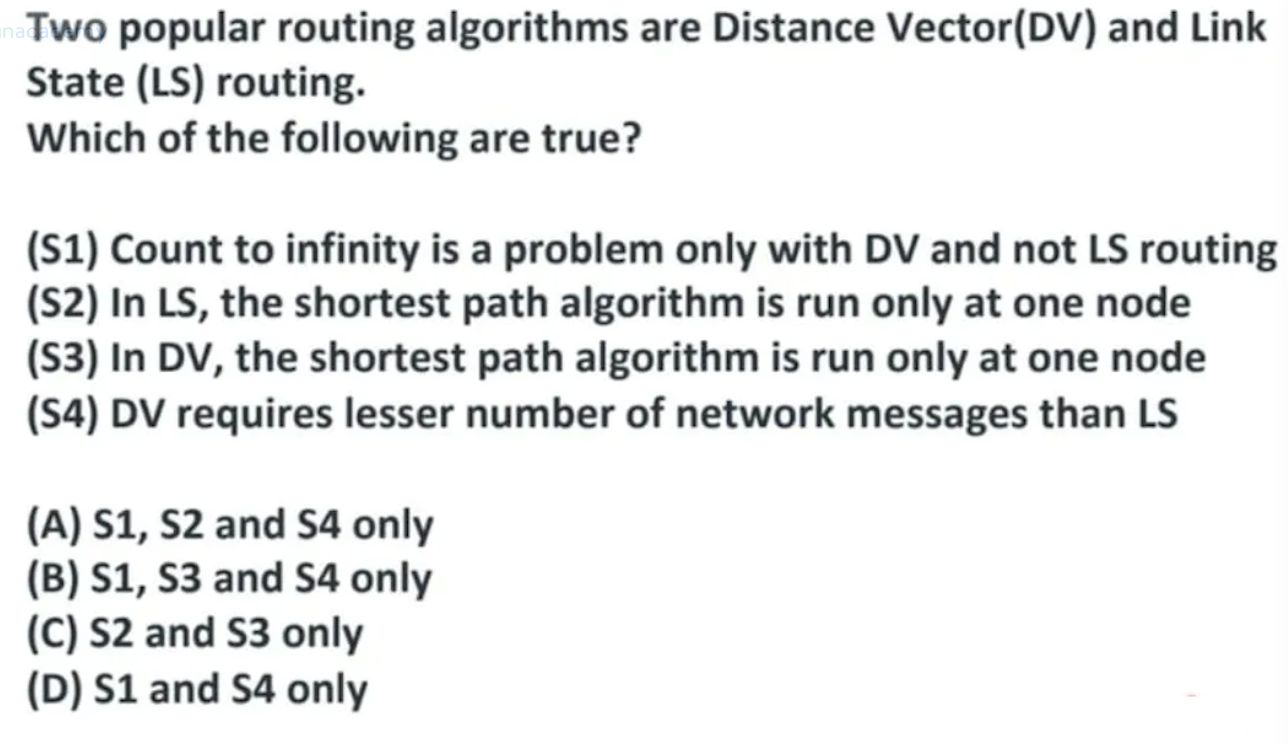 Two popular routing algorithms are Distance Vector(DV) and Link
State (LS) routing.
Which of the following are true?
(S1) Count to infinity is a problem only with DV and not LS routing
(S2) In LS, the shortest path algorithm is run only at one node
(S3) In DV, the shortest path algorithm is run only at one node
(S4) DV requires lesser number of network messages than LS
(A) S1, S2 and S4 only
(B) S1, S3 and S4 only
(C) S2 and S3 only
(D) S1 and S4 only